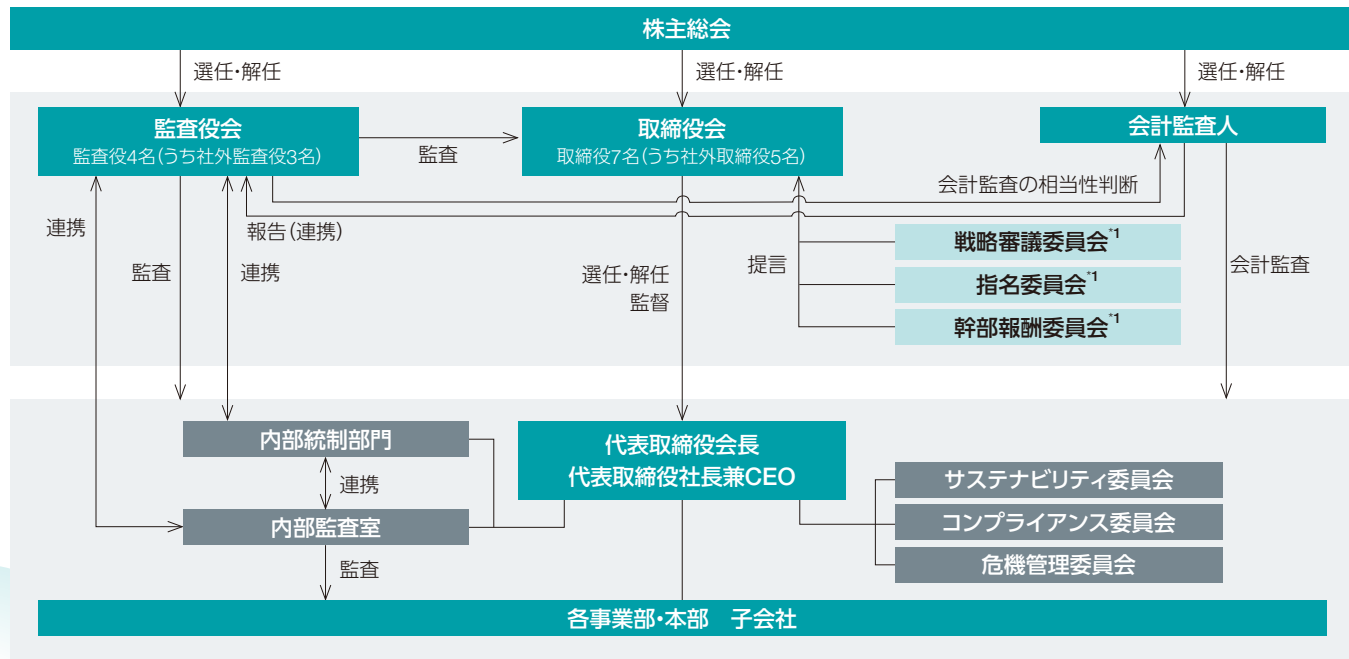 株主総会
選任・解任
選任・解任
選任・解任
監査役会
監査役4名(うち社外監査役3名)
監査
取締役会
取締役7名(うち社外取締役5名)
会計監査人
会計監査の相当性判断
連携
報告(連携)
監査
連携
選任・解任
監督
提言
戦略審議委員会*1
指名委員会*1
幹部報酬委員会*1
会計監査
内部統制部門
連携
内部監査室
監査
代表取締役会長
代表取締役社長兼CEO
サステナビリティ委員会
コンプライアンス委員会
危機管理委員会
各事業部・本部 子会社